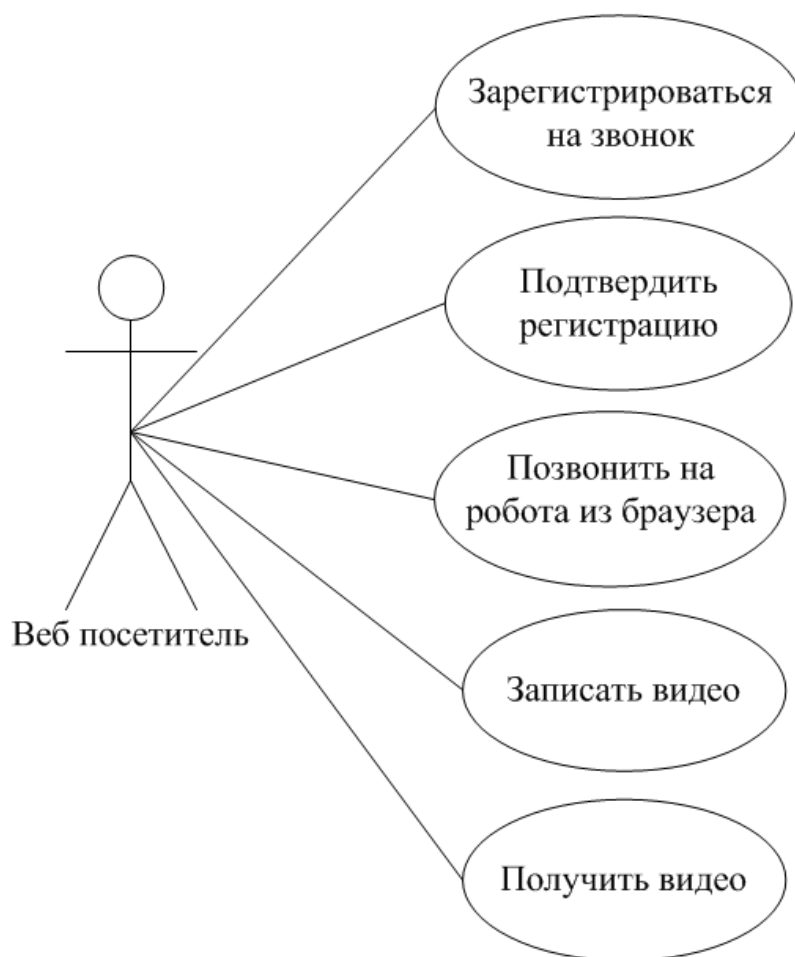 Зарегистрироваться
на звонок
Подтвердить
регистрацию
Позвонить на
робота из браузера
Веб посетитель
Записать видео
Получить видео